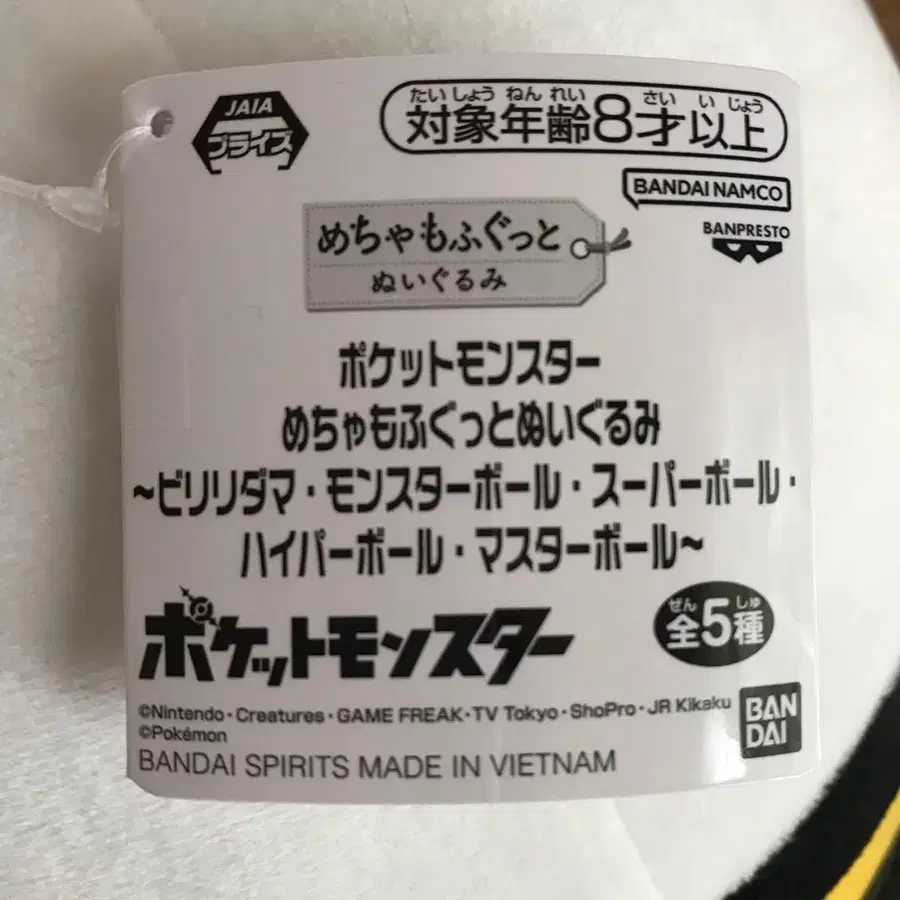 JAIA
プライズ
たいしょうねんれい さいいじょう
対象年齢8才以上
BANDAI NAMCO
BANPRESTO
めちゃもふぐっと
ぬいぐるみ
ポケットモンスター
めちゃもふぐっとぬいぐるみ
~ビリリダマ・モンスターボール・スーパーボール・
ハイパーボール・マスターボール~
ポケットモンスター
ぜん しゅ
全5種
©Nintendo・Creatures・GAME FREAK・TV Tokyo・ShoPro・JR Kikaku
©Pokémon
BANDAI SPIRITS MADE IN VIETNAM
BAN
DAI